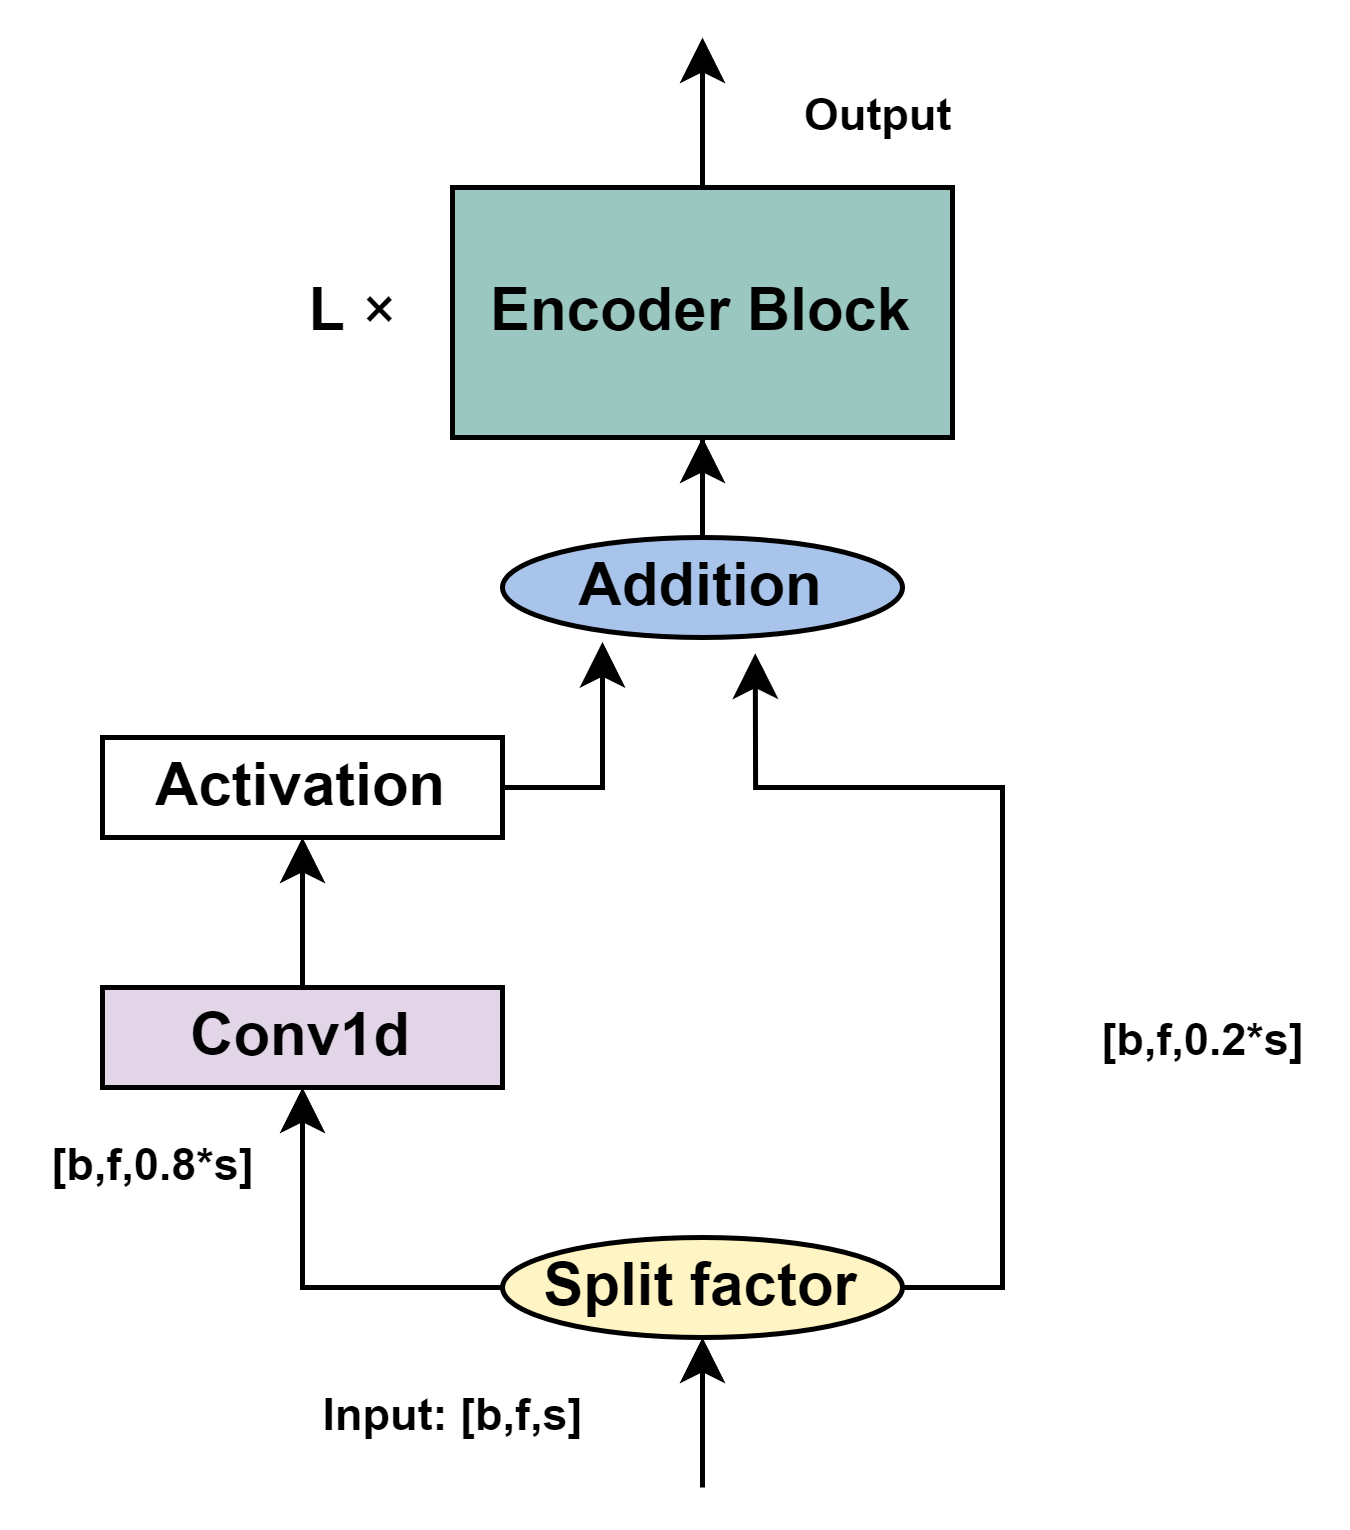 Output
L ×
Encoder Block
Addition
Activation
Conv1d
[b,f,0.2*s]
[b,f,0.8*s]
Split factor
Input: [b,f,s]